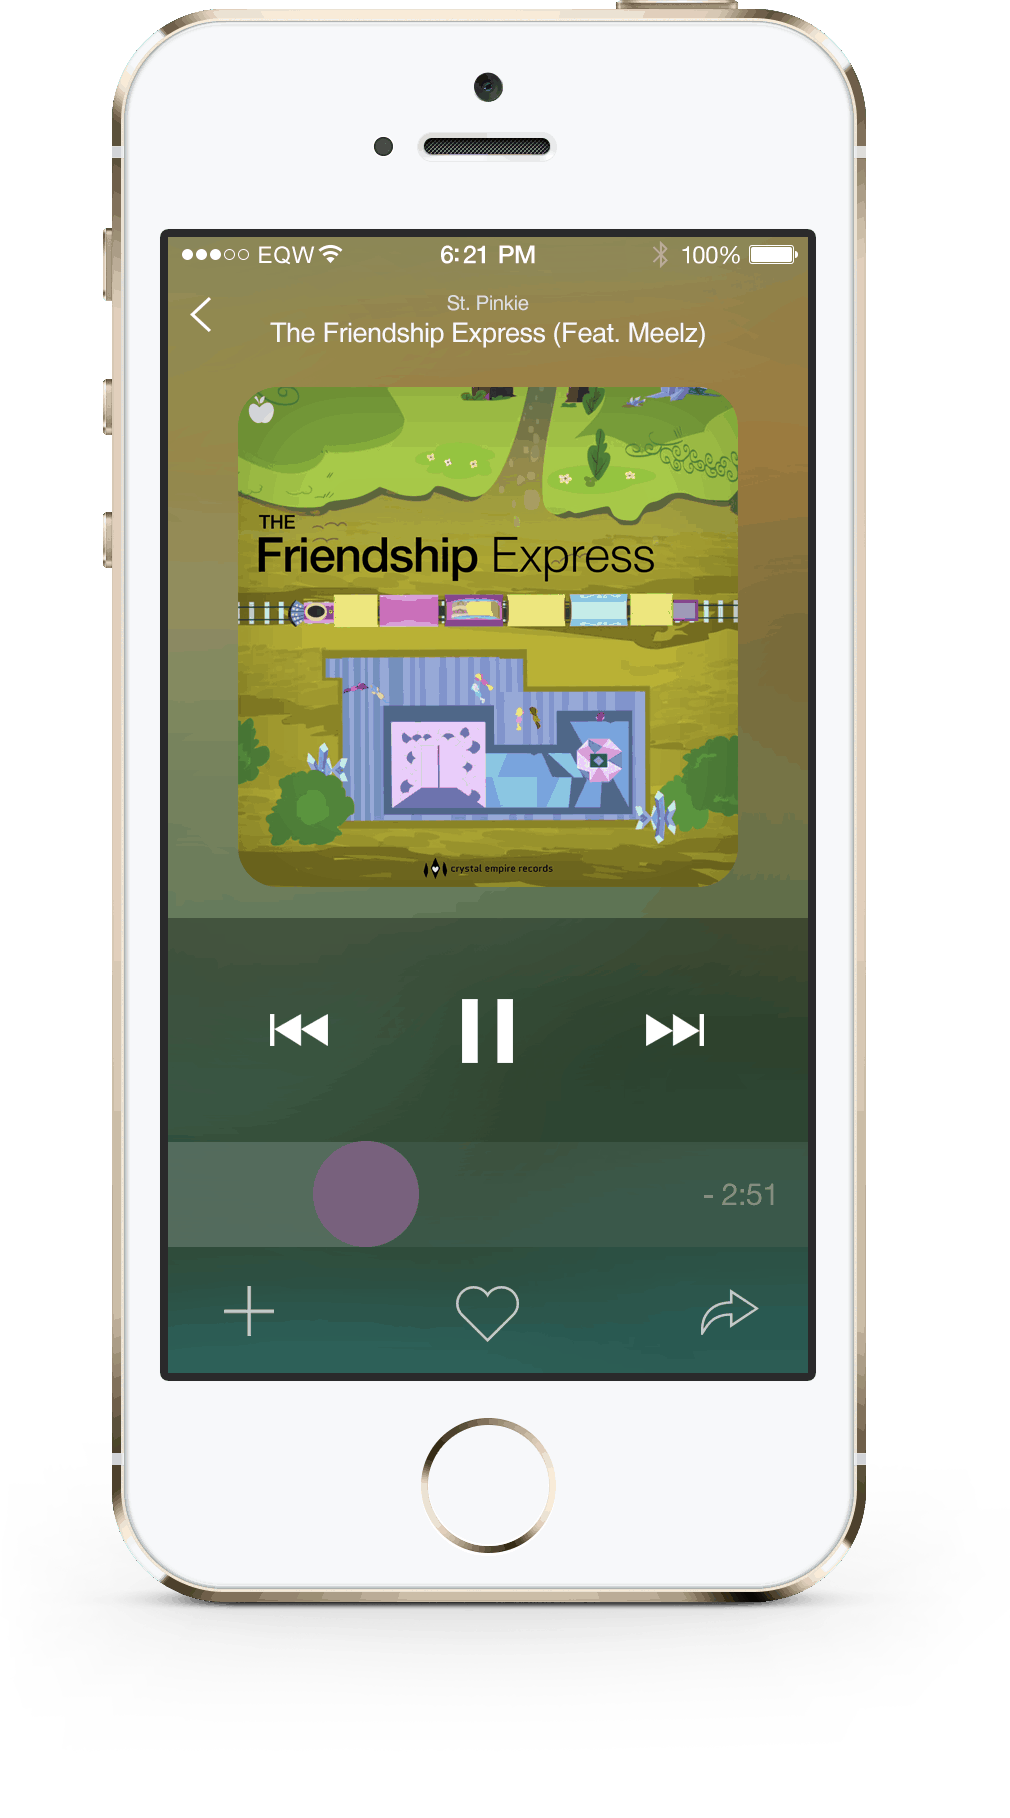 EQW 6:21 PM 100%
St. Pinkie
The Friendship Express (Feat. Meelz)
THE
Friendship Express
crystal empire records
- 2:51